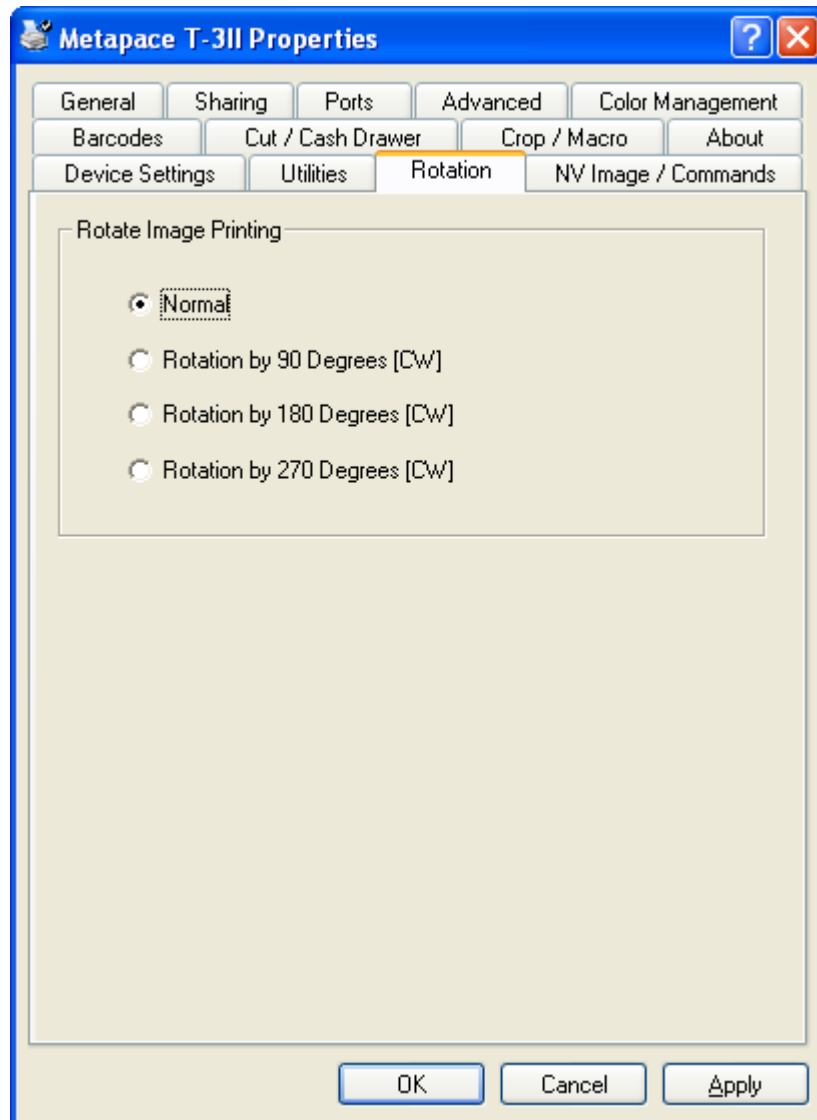 Metapace T-3II Properties
General Sharing Ports Advanced Color Management
Barcodes Cut / Cash Drawer Crop / Macro About
Device Settings Utilities Rotation NV Image / Commands
Rotate Image Printing
Normal
Rotation by 90 Degrees [CW]
Rotation by 180 Degrees [CW]
Rotation by 270 Degrees [CW]
OK Cancel Apply